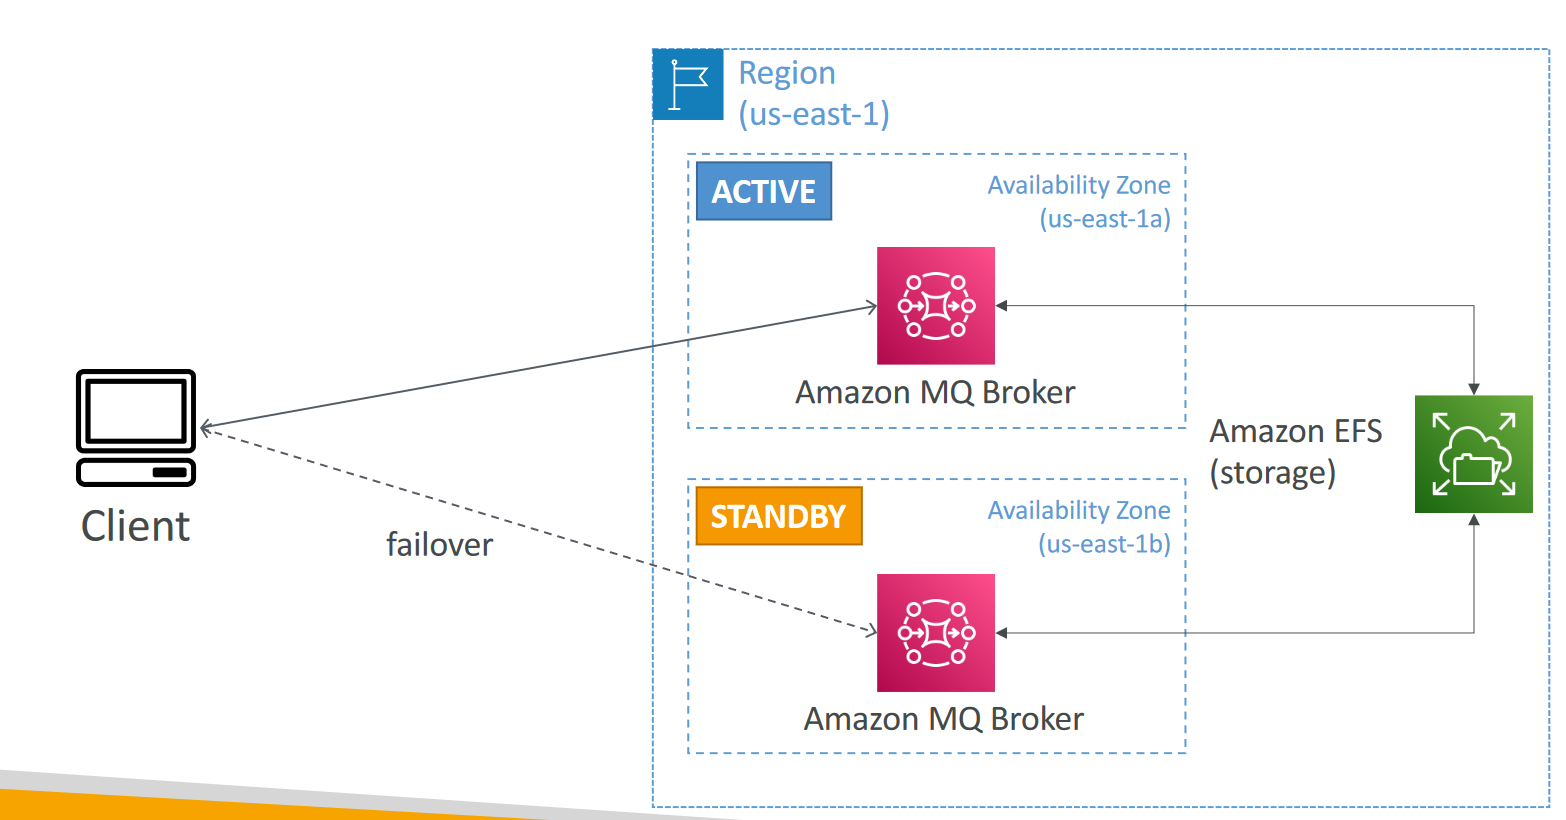 Region
(us-east-1)
ACTIVE
Availability Zone
(us-east-1a)
Amazon MQ Broker
Amazon EFS
(storage)
Client
failover
STANDBY
Availability Zone
(us-east-1b)
Amazon MQ Broker